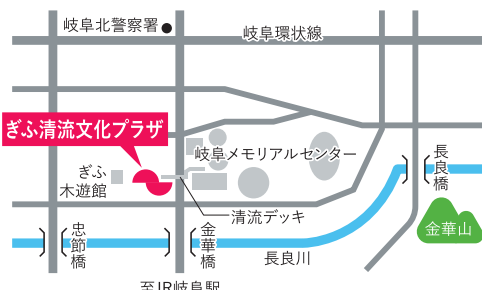 岐阜北警察署
岐阜環状線
ぎふ清流文化プラザ
岐阜メモリアルセンター
ぎふ
木遊館
清流デッキ
長良橋
金華山
忠節橋
金華橋
長良川
至JR岐阜駅